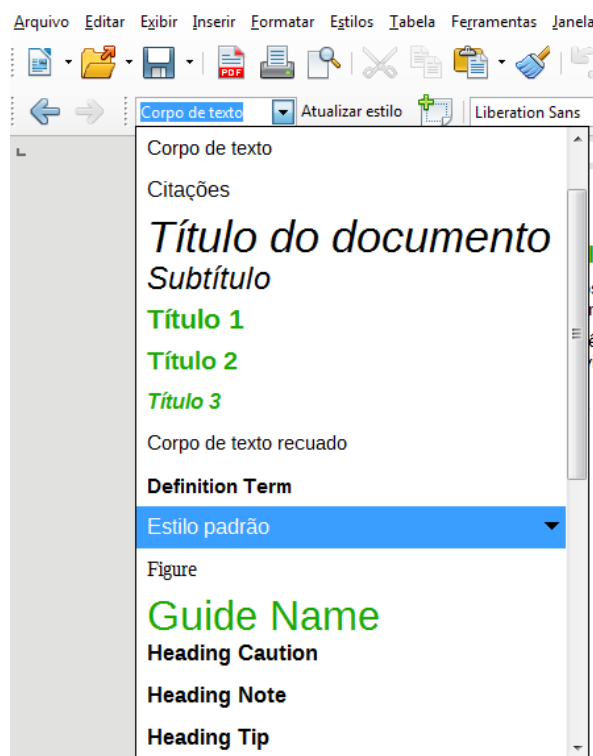 Arquivo Editar Exibir Inserir Formatar Estilos Tabela Ferramentas Janela
PDF
Corpo de texto Atualizar estilo Liberation Sans
Corpo de texto
Citações
Título do documento
Subtítulo
Título 1
Título 2
Título 3
Corpo de texto recuado
Definition Term
Estilo padrão
Figure
Guide Name
Heading Caution
Heading Note
Heading Tip